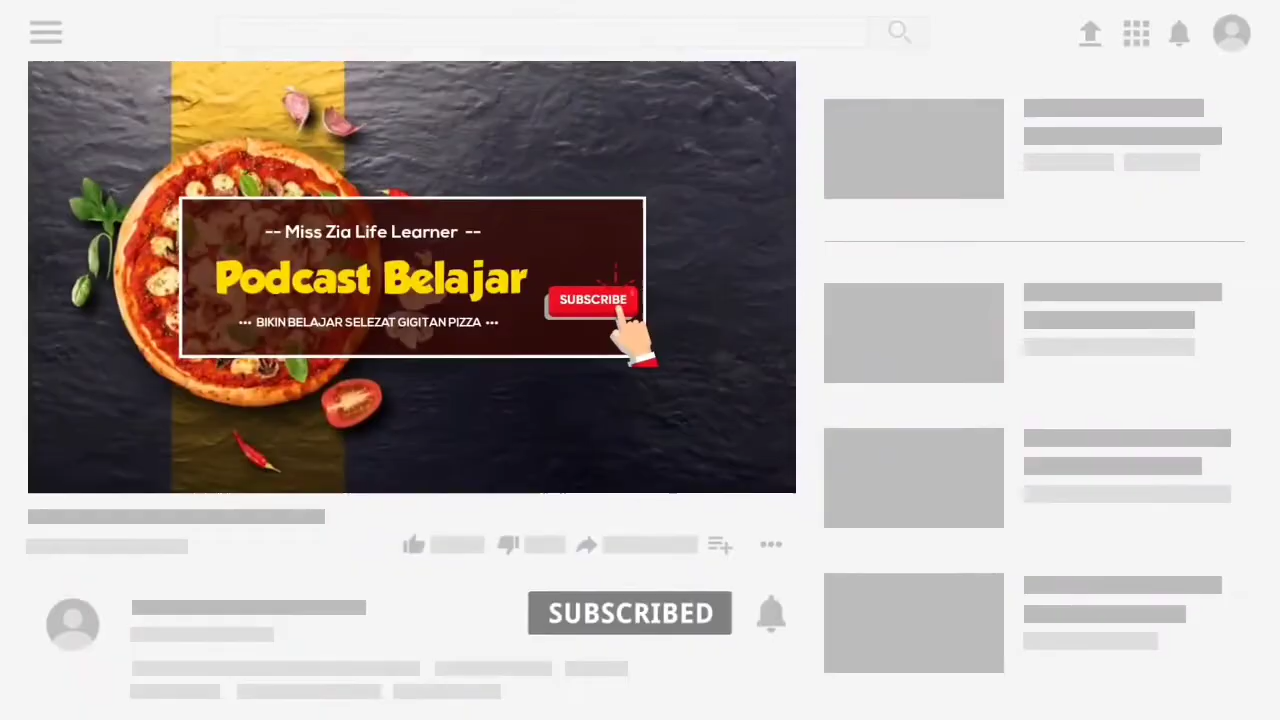 -- Miss Zia Life Learner --
Podcast Belajar
SUBSCRIBE
••• BIKIN BELAJAR SELEZAT GIGITAN PIZZA •••
SUBSCRIBED